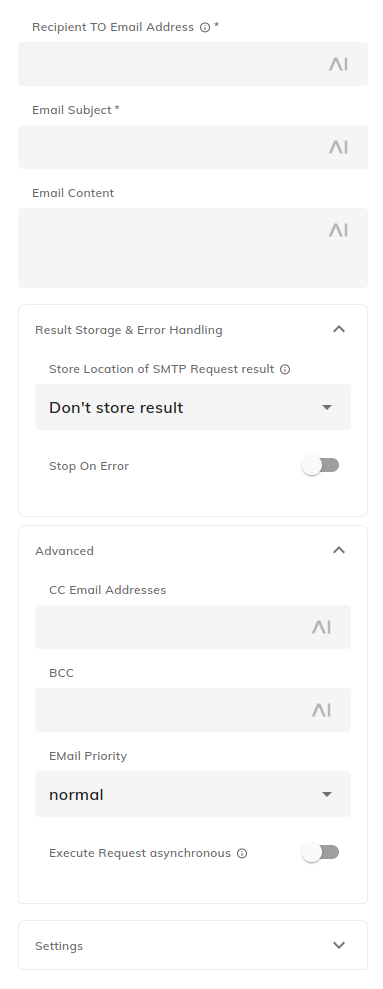 Recipient TO Email Address ⓘ *
AI
Email Subject *
AI
Email Content
AI
Result Storage & Error Handling
Store Location of SMTP Request result ⓘ
Don't store result
Stop On Error
Advanced
CC Email Addresses
AI
BCC
AI
EMail Priority
normal
Execute Request asynchronous ⓘ
Settings